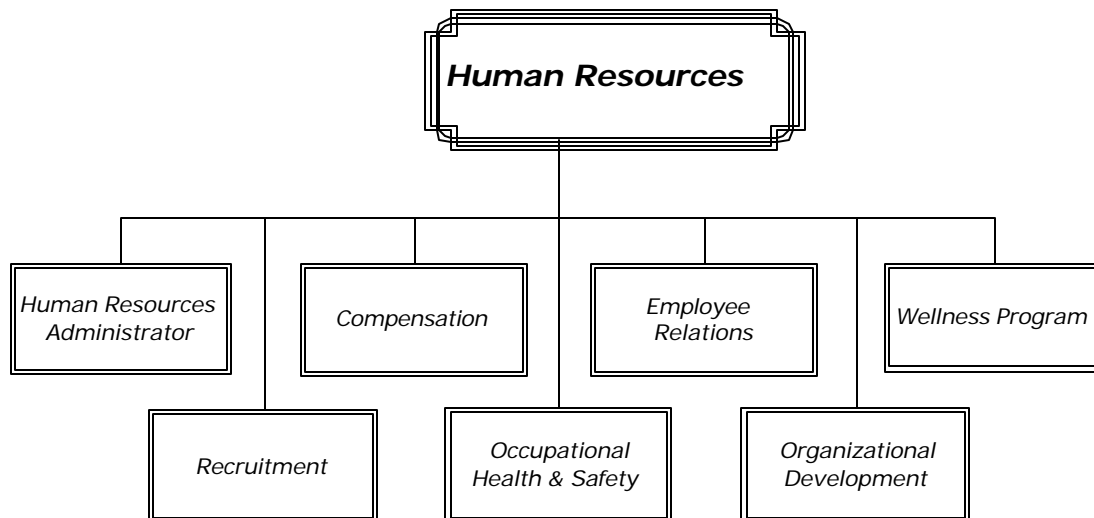 Human Resources
Human Resources
Administrator
Compensation
Employee
Relations
Wellness Program
Recruitment
Occupational
Health & Safety
Organizational
Development